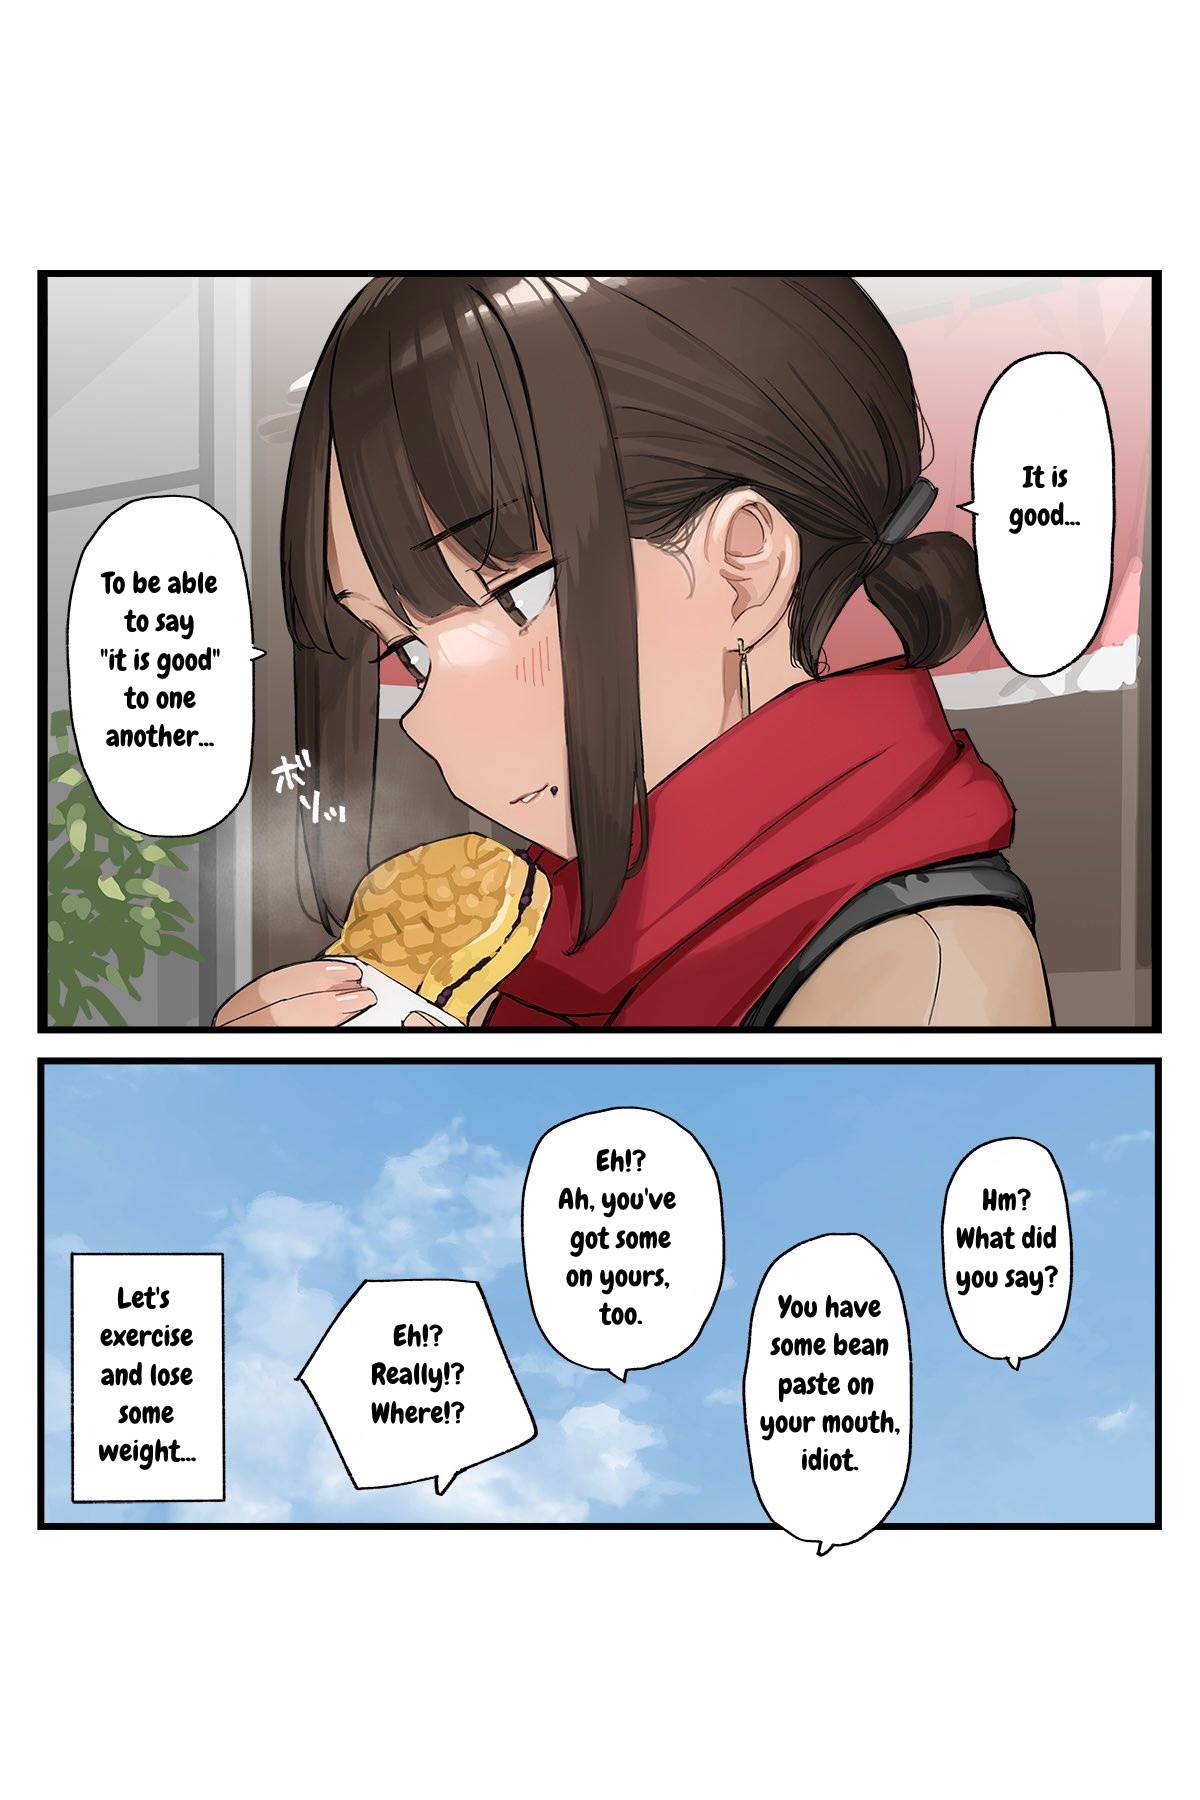 It is
good...
To be able
to say
"it is good"
to one
another...
ボソッ
Hm?
What did
you say?
You have
some bean
paste on
your mouth,
idiot.
Eh!?
Ah, you've
got some
on yours,
too.
Eh!?
Really!?
Where!?
Let's
exercise
and lose
some
weight...